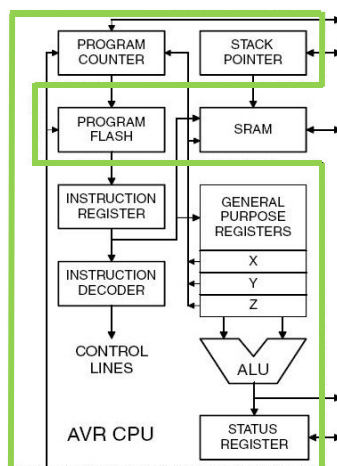 PROGRAM
COUNTER
STACK
POINTER
PROGRAM
FLASH
SRAM
INSTRUCTION
REGISTER
GENERAL
PURPOSE
REGISTERS
X
Y
Z
INSTRUCTION
DECODER
CONTROL
LINES
ALU
AVR CPU
STATUS
REGISTER